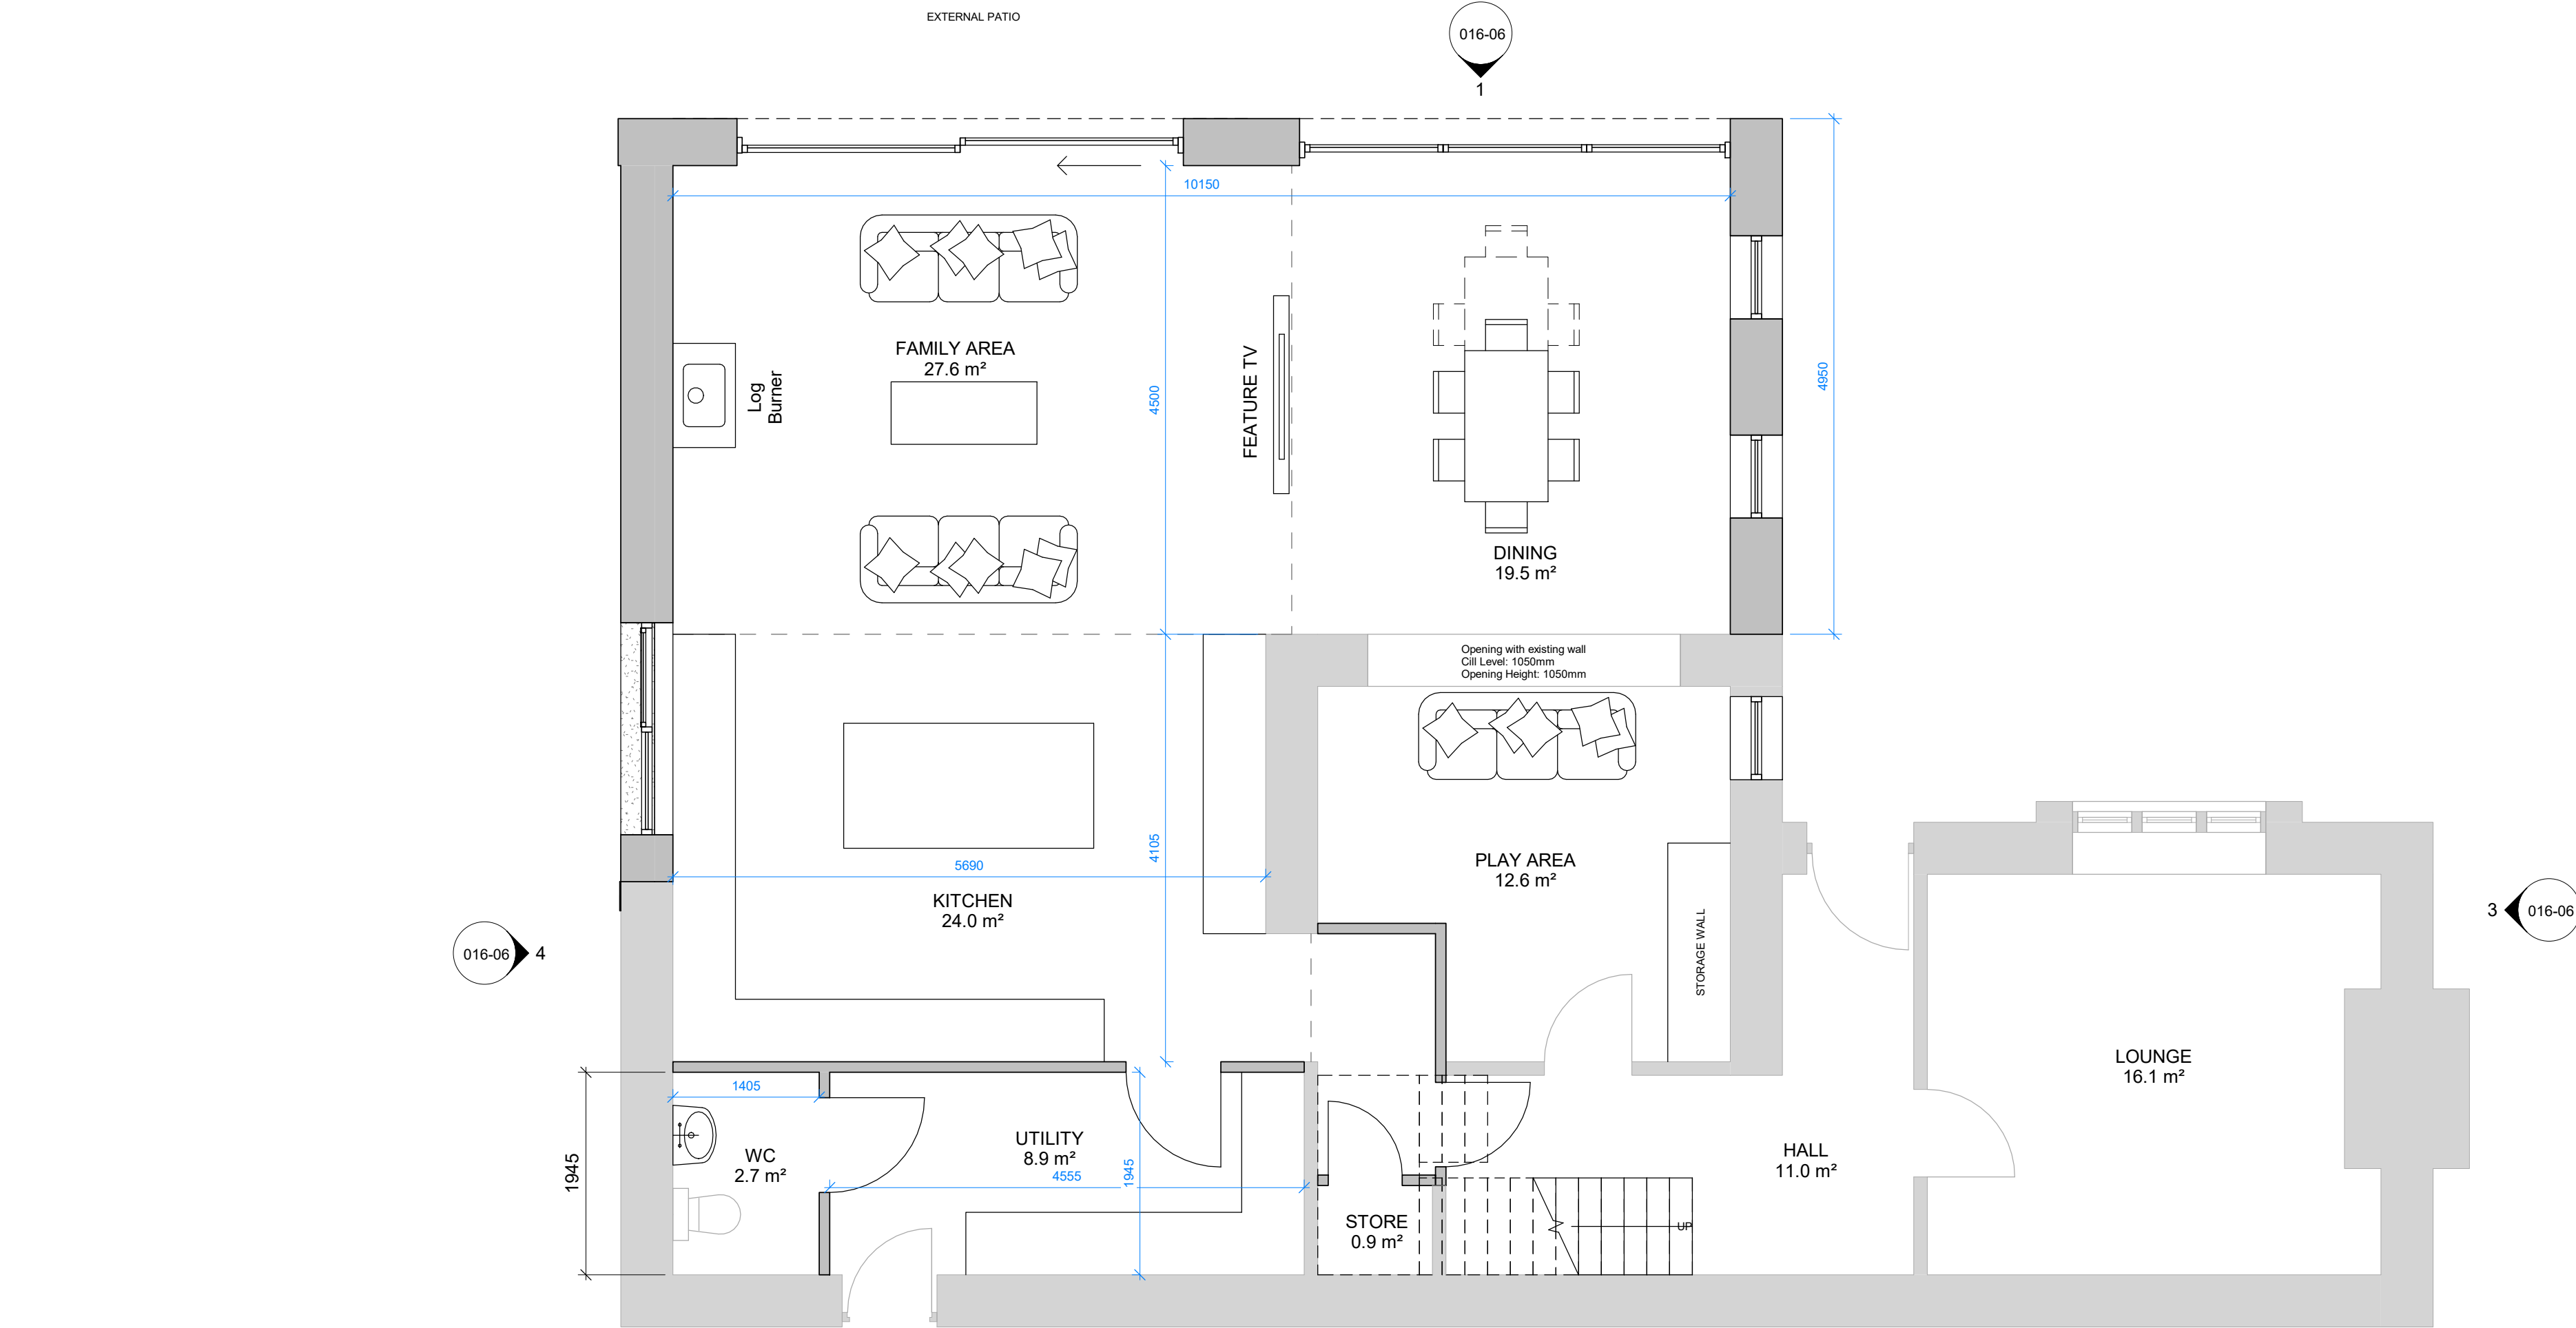 EXTERNAL PATIO
016-06
1
10150
FAMILY AREA
27.6 m²
Log
Burner
4500
FEATURE TV
4950
DINING
19.5 m²
Opening with existing wall
Cill Level: 1050mm
Opening Height: 1050mm
4105
5690
PLAY AREA
12.6 m²
KITCHEN
24.0 m²
STORAGE WALL
016-06
4
3
016-06
LOUNGE
16.1 m²
1405
1945
WC
2.7 m²
UTILITY
8.9 m²
4555
1945
HALL
11.0 m²
STORE
0.9 m²
UP